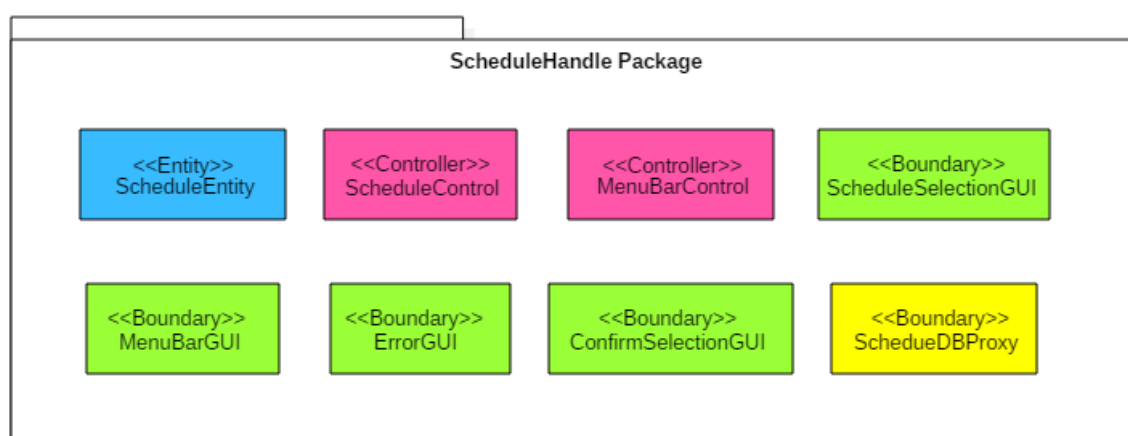 ScheduleHandle Package
<<Entity>>
ScheduleEntity
<<Controller>>
ScheduleControl
<<Controller>>
MenuBarControl
<<Boundary>>
ScheduleSelectionGUI
<<Boundary>>
MenuBarGUI
<<Boundary>>
ErrorGUI
<<Boundary>>
ConfirmSelectionGUI
<<Boundary>>
SchedueDBProxy